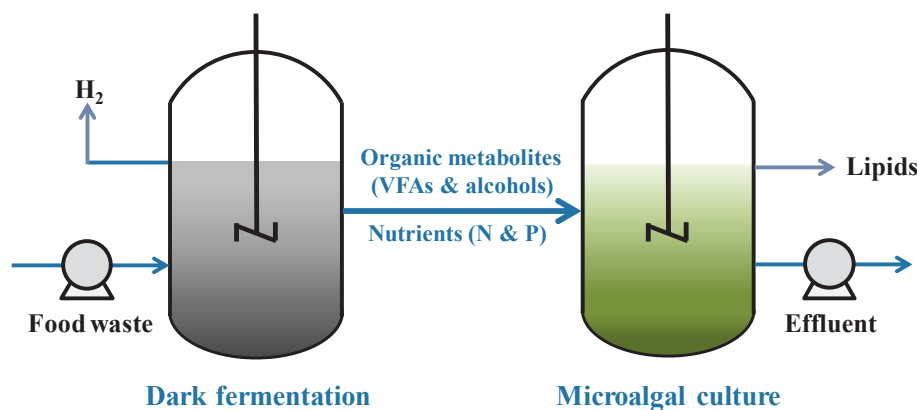 H2
Organic metabolites
(VFAs & alcohols)
Nutrients (N & P)
Lipids
Food waste
Effluent
Dark fermentation
Microalgal culture